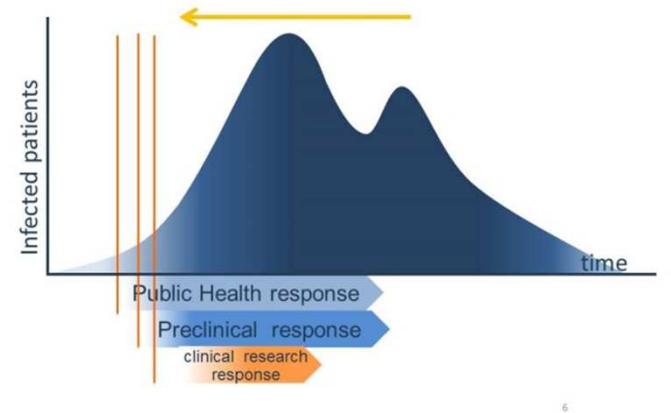 Infected patients
time
Public Health response
Preclinical response
clinical research
response
6